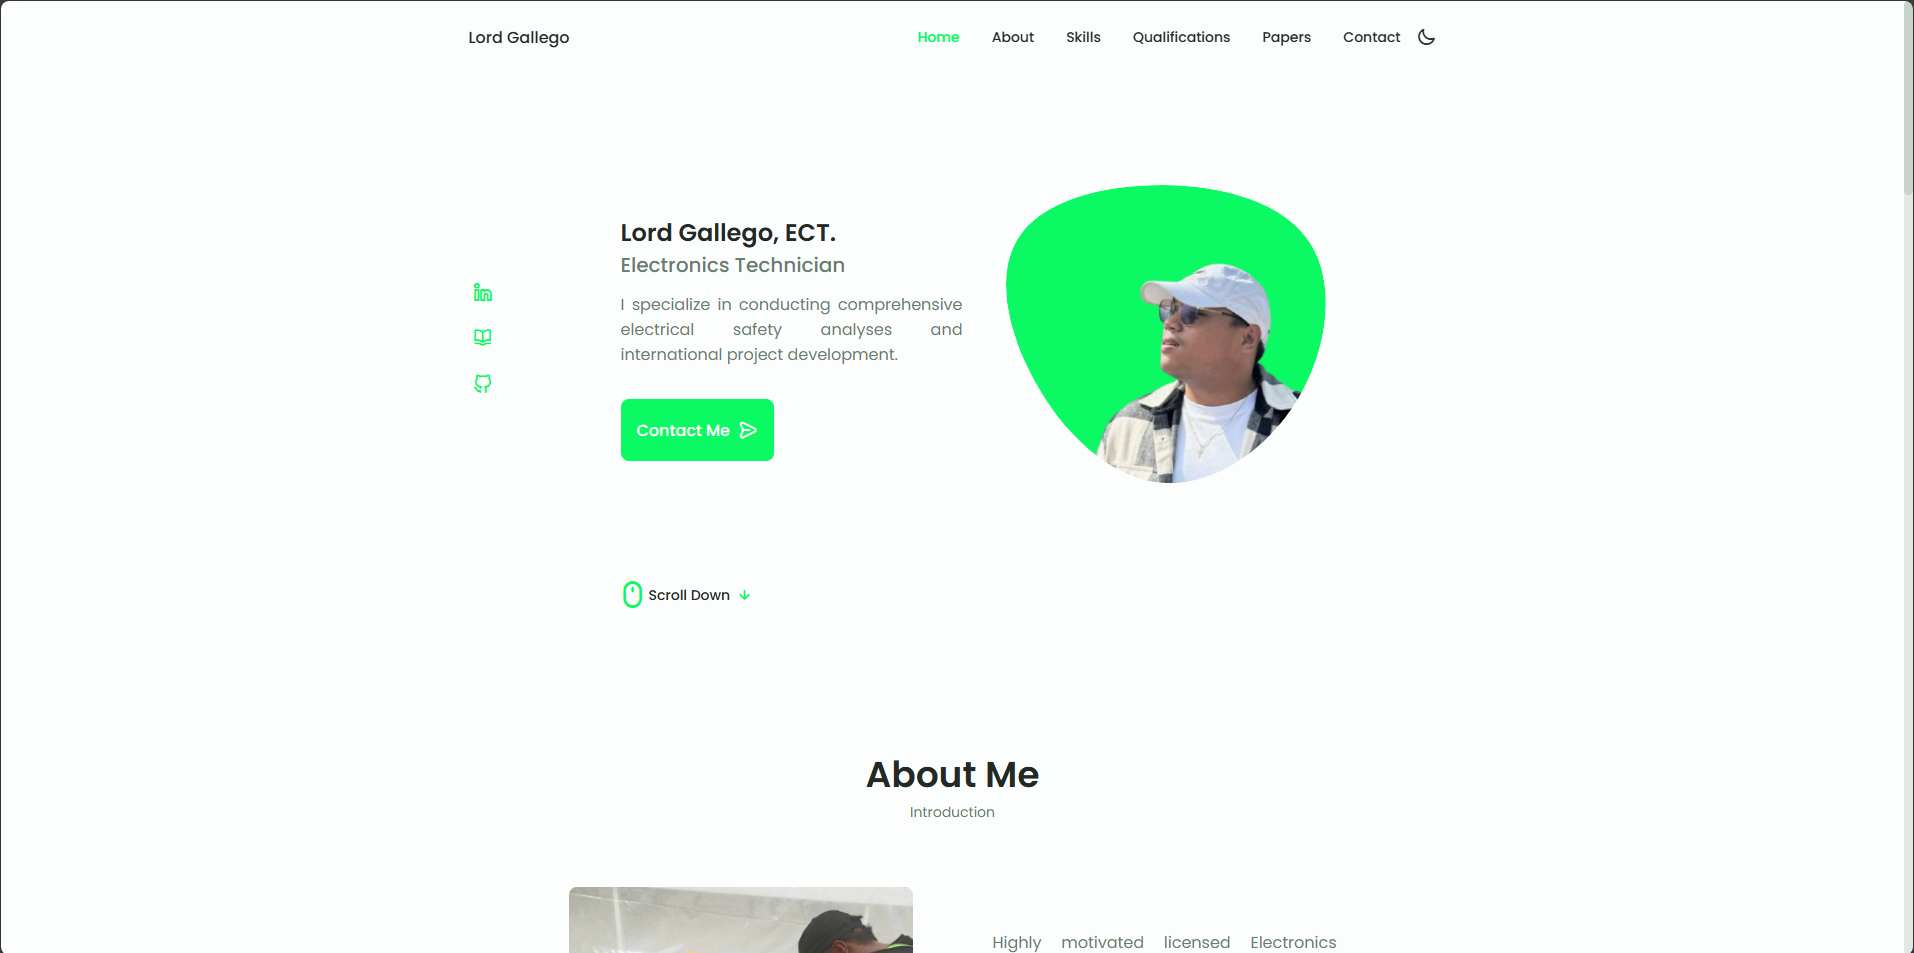 Lord Gallego
Home
About
Skills
Qualifications
Papers
Contact
Lord Gallego, ECT.
Electronics Technician
I specialize in conducting comprehensive
electrical safety analyses and
international project development.
Contact Me
Scroll Down
About Me
Introduction
Highly motivated licensed Electronics